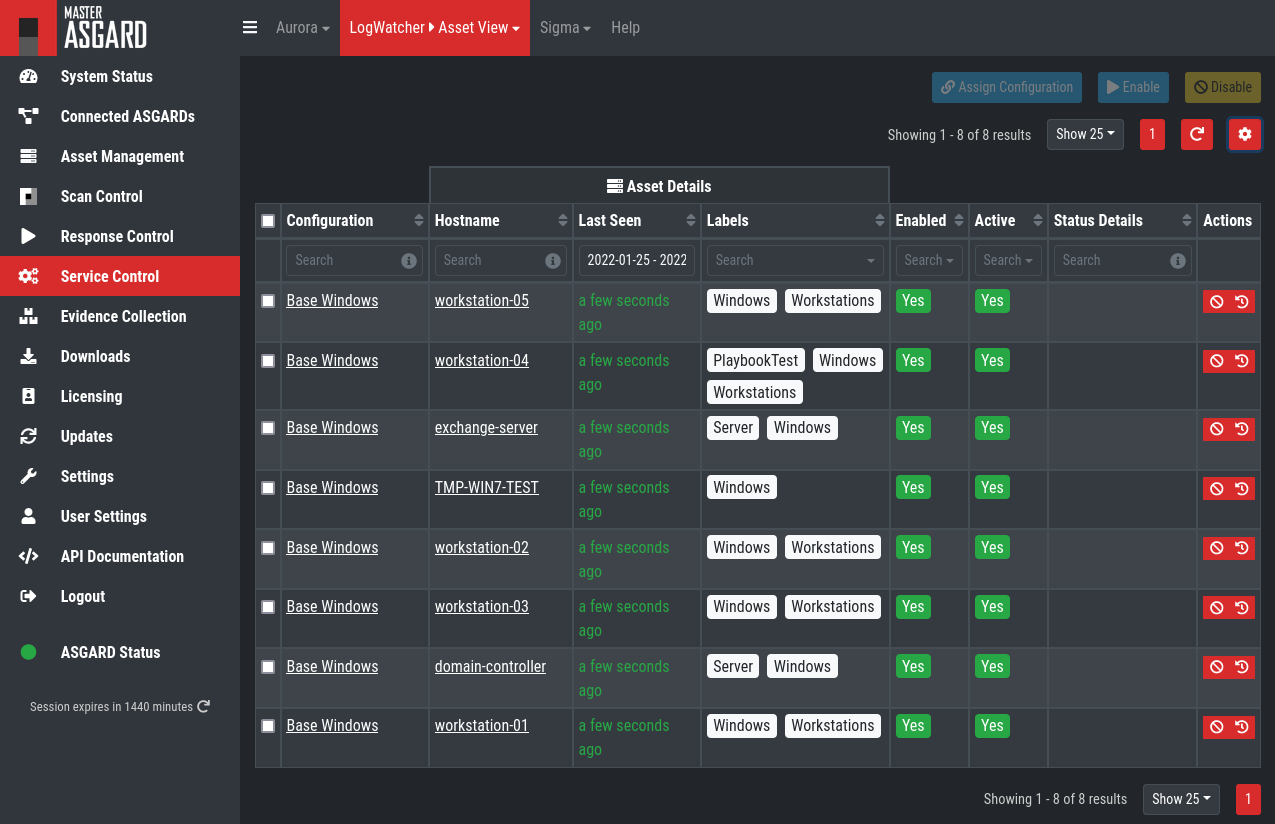 MASTER
ASGARD
Aurora
LogWatcher Asset View
Sigma
Help
System Status
Connected ASGARDs
Asset Management
Scan Control
Response Control
Service Control
Evidence Collection
Downloads
Licensing
Updates
Settings
User Settings
API Documentation
Logout
ASGARD Status
Session expires in 1440 minutes
Assign Configuration Enable Disable
Showing 1 - 8 of 8 results Show 25 1
Asset Details
Configuration Hostname Last Seen Labels Enabled Active Status Details Actions
Search Search 2022-01-25 - 2022 Search Search Search Search
Base Windows workstation-05 a few seconds Windows Workstations Yes Yes
ago
Base Windows workstation-04 a few seconds PlaybookTest Windows Yes Yes
ago Workstations
Base Windows exchange-server a few seconds Server Windows Yes Yes
ago
Base Windows TMP-WIN7-TEST a few seconds Windows Yes Yes
ago
Base Windows workstation-02 a few seconds Windows Workstations Yes Yes
ago
Base Windows workstation-03 a few seconds Windows Workstations Yes Yes
ago
Base Windows domain-controller a few seconds Server Windows Yes Yes
ago
Base Windows workstation-01 a few seconds Windows Workstations Yes Yes
ago
Showing 1 - 8 of 8 results Show 25 1